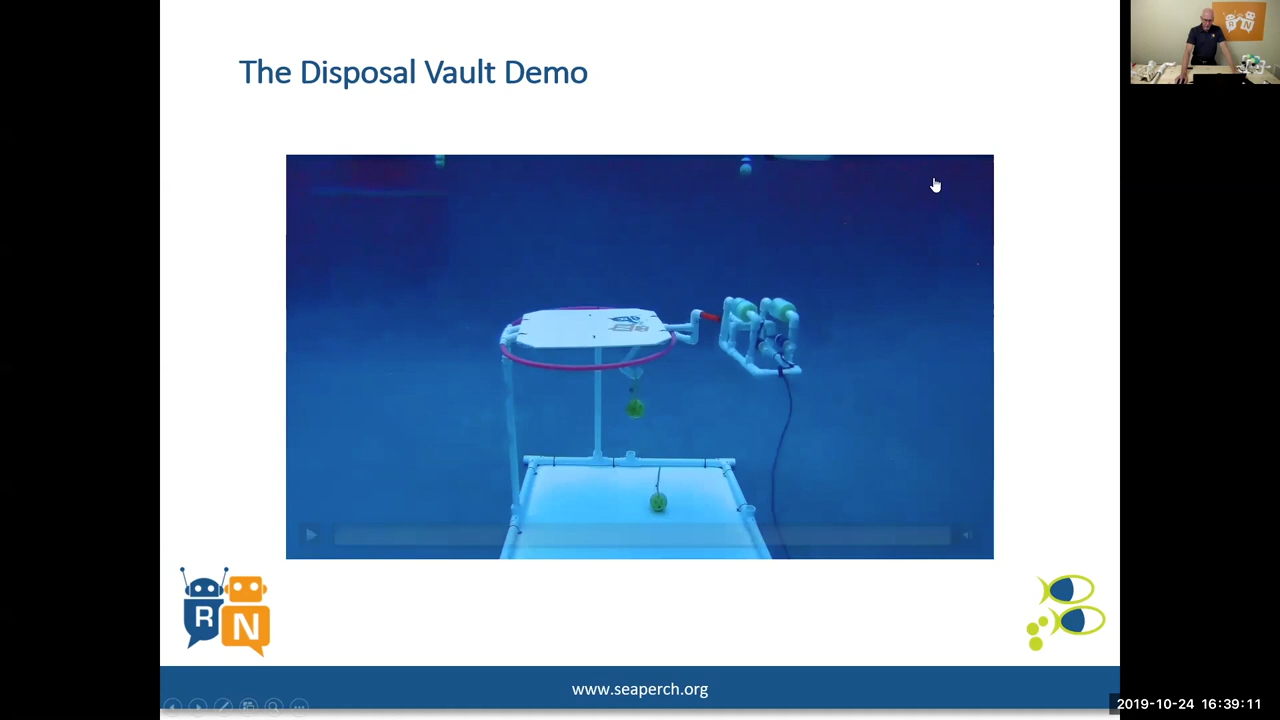 The Disposal Vault Demo
R N
R N
www.seaperch.org
2019-10-24 16:39:11